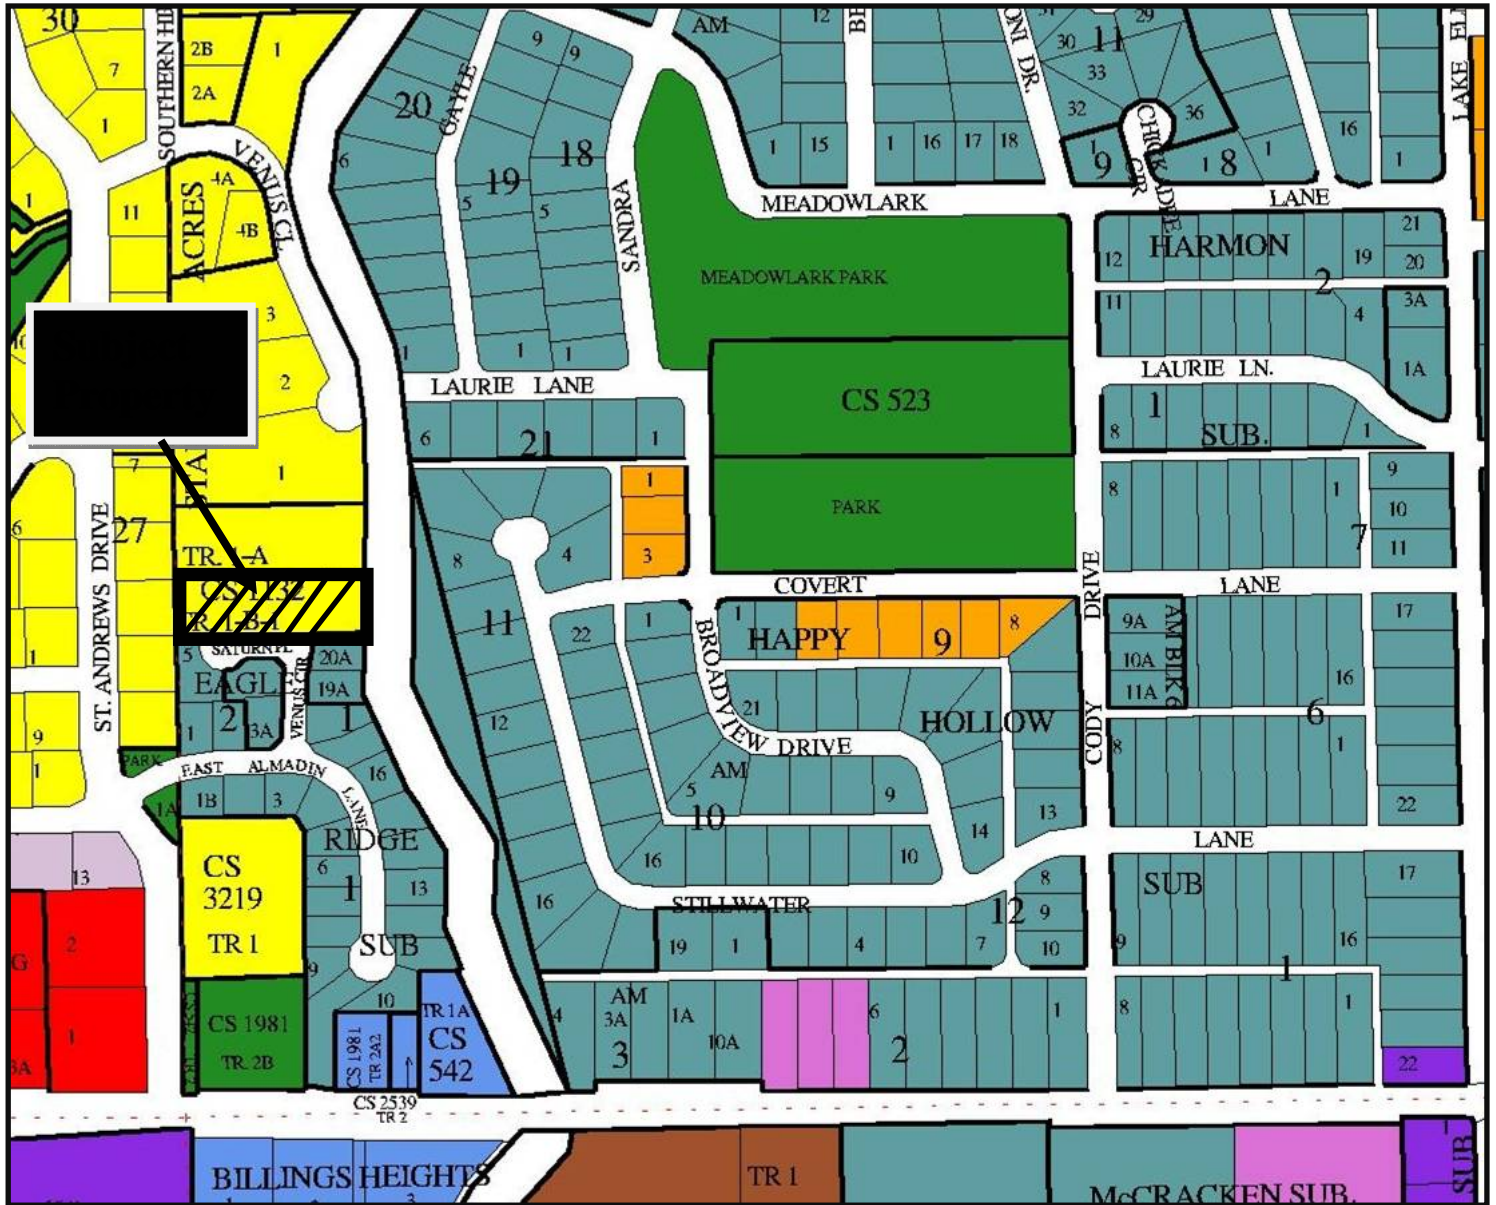 30
7
1
1
11
SOUTHERN
2B
2A
1
VENUS CL
ACRES
4A
4B
3
2
1
7
27
6
1
9
1
ST. ANDREWS DRIVE
TR. 1-A
CS 1132
TR. 1-B-1
SATURN PL
5
20A
19A
EAGLE
2
1
3A
VENUS CIR
1
16
PARK
1A
EAST ALMADIN
LANE
1B
3
CS
3219
TR 1
RIDGE
6
1
13
SUB
9
10
13
G
2
1
3A
CS 1981
TR. 2B
CS 1981
TR 2A2
TR 1A
CS
542
CS 2539
TR 2
BILLINGS HEIGHTS
3
20
GAYLE
6
9
9
19
18
5
5
SANDRA
1
1
1
LAURIE LANE
6
21
1
AM
12
1
15
1
16
17
18
MEADOWLARK
LANE
MEADOWLARK PARK
CS 523
PARK
ONI DR.
29
30
11
33
32
36
CHICKADEE
CIR
1
9
1
8
1
16
1
LAKE
HARMON
12
19
21
20
2
11
4
3A
1A
LAURIE LN.
1
8
SUB.
1
8
1
9
10
11
7
COVERT
LANE
1
3
8
4
11
22
12
16
1
1
HAPPY
9
8
BROADVIEW DRIVE
21
HOLLOW
AM
5
10
9
16
10
14
13
STILLWATER
LANE
8
12
9
10
19
1
4
7
DRIVE
CODY
9A
10A
11A
AM BLK 6
17
16
6
8
1
22
SUB
17
9
16
1
8
1
22
4
AM
3A
1A
10A
3
6
2
1
TR 1
McCRACKEN SUB.
SUB